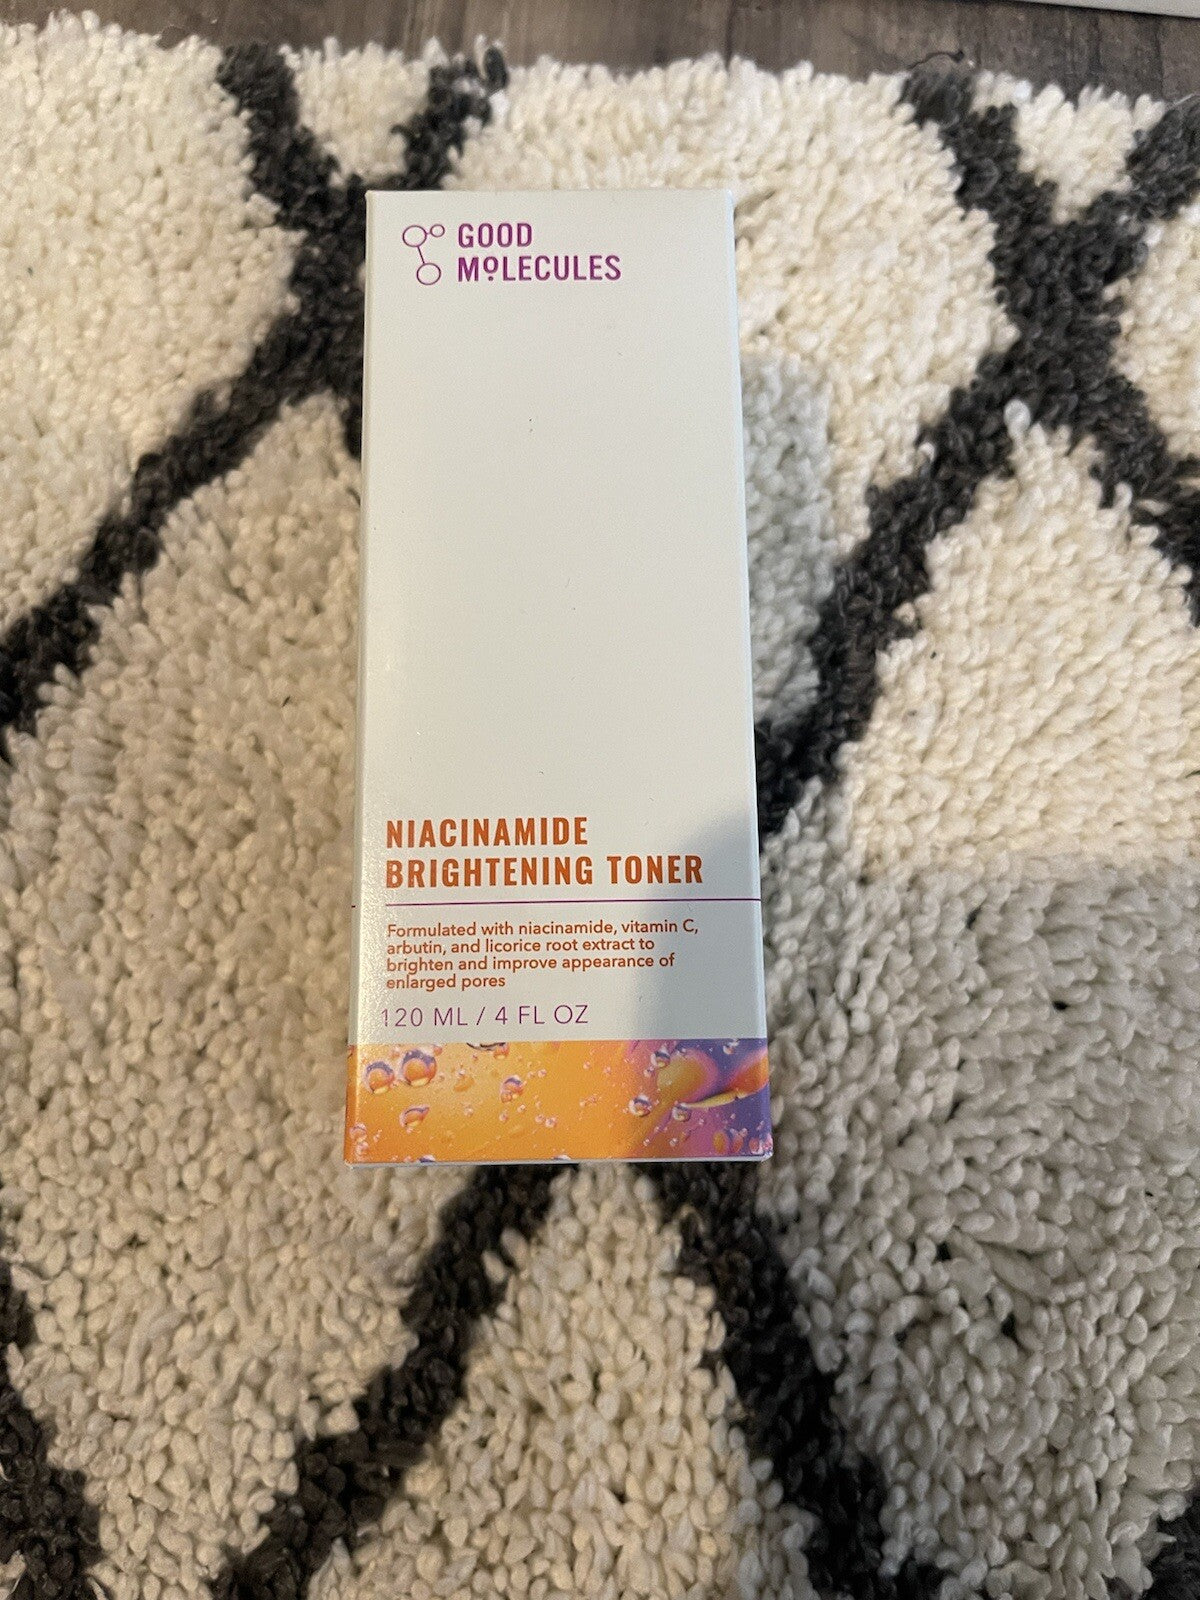 GOOD
MOLECULES
NIACINAMIDE
BRIGHTENING TONER
Formulated with niacinamide, vitamin C,
arbutin, and licorice root extract to
brighten and improve appearance of
enlarged pores
120 ML / 4 FL OZ